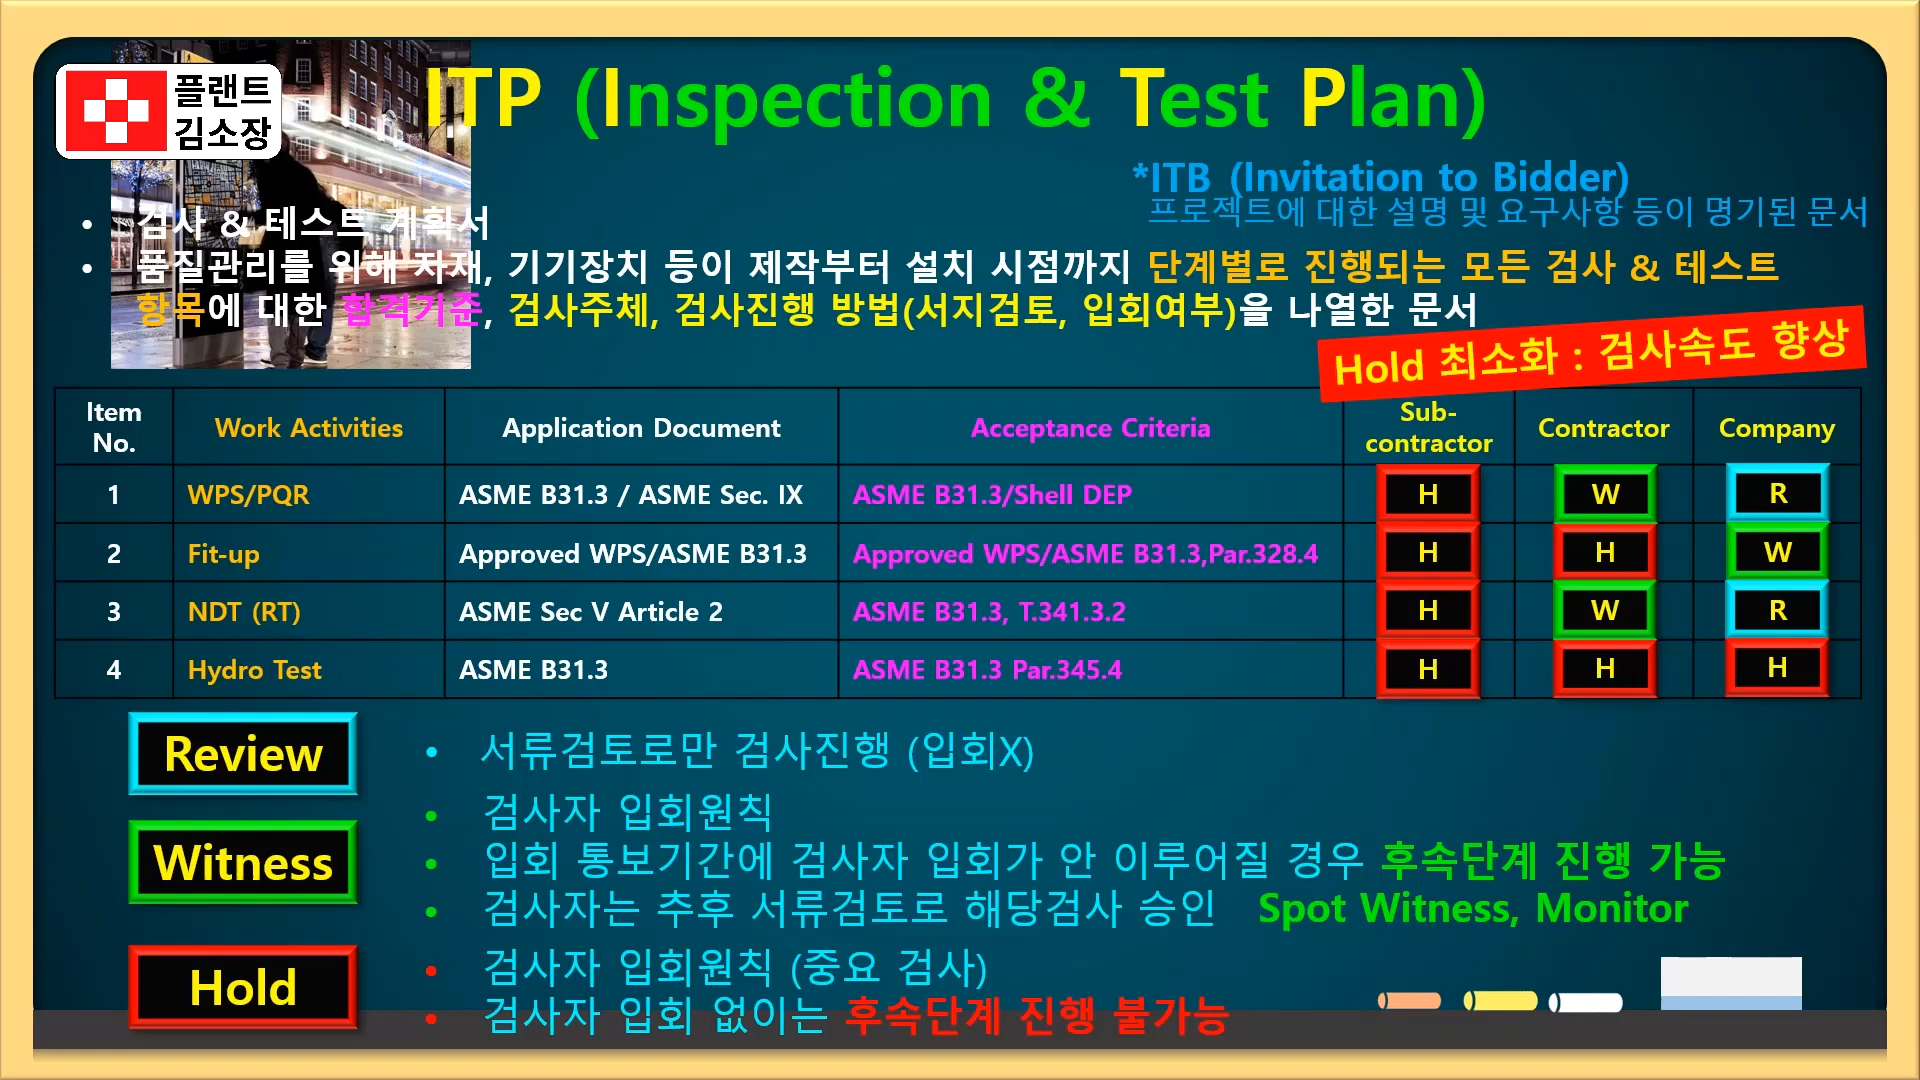 플랜트
김소장
ITP (Inspection & Test Plan)
*ITB (Invitation to Bidder)
프로젝트에 대한 설명 및 요구사항 등이 명기된 문서
• 검사 & 테스트 계획서
• 품질관리를 위해 자재, 기기장치 등이 제작부터 설치 시점까지 단계별로 진행되는 모든 검사 & 테스트
항목에 대한 합격기준, 검사주체, 검사진행 방법(서지검토, 입회여부)을 나열한 문서
Hold 최소화 : 검사속도 향상
Item No. Work Activities Application Document Acceptance Criteria Sub-contractor Contractor Company
1 WPS/PQR ASME B31.3 / ASME Sec. IX ASME B31.3/Shell DEP H W R
2 Fit-up Approved WPS/ASME B31.3 Approved WPS/ASME B31.3,Par.328.4 H H W
3 NDT (RT) ASME Sec V Article 2 ASME B31.3, T.341.3.2 H W R
4 Hydro Test ASME B31.3 ASME B31.3 Par.345.4 H H H
Review
• 서류검토로만 검사진행 (입회X)
Witness
• 검사자 입회원칙
• 입회 통보기간에 검사자 입회가 안 이루어질 경우 후속단계 진행 가능
• 검사자는 추후 서류검토로 해당검사 승인 Spot Witness, Monitor
Hold
• 검사자 입회원칙 (중요 검사)
• 검사자 입회 없이는 후속단계 진행 불가능